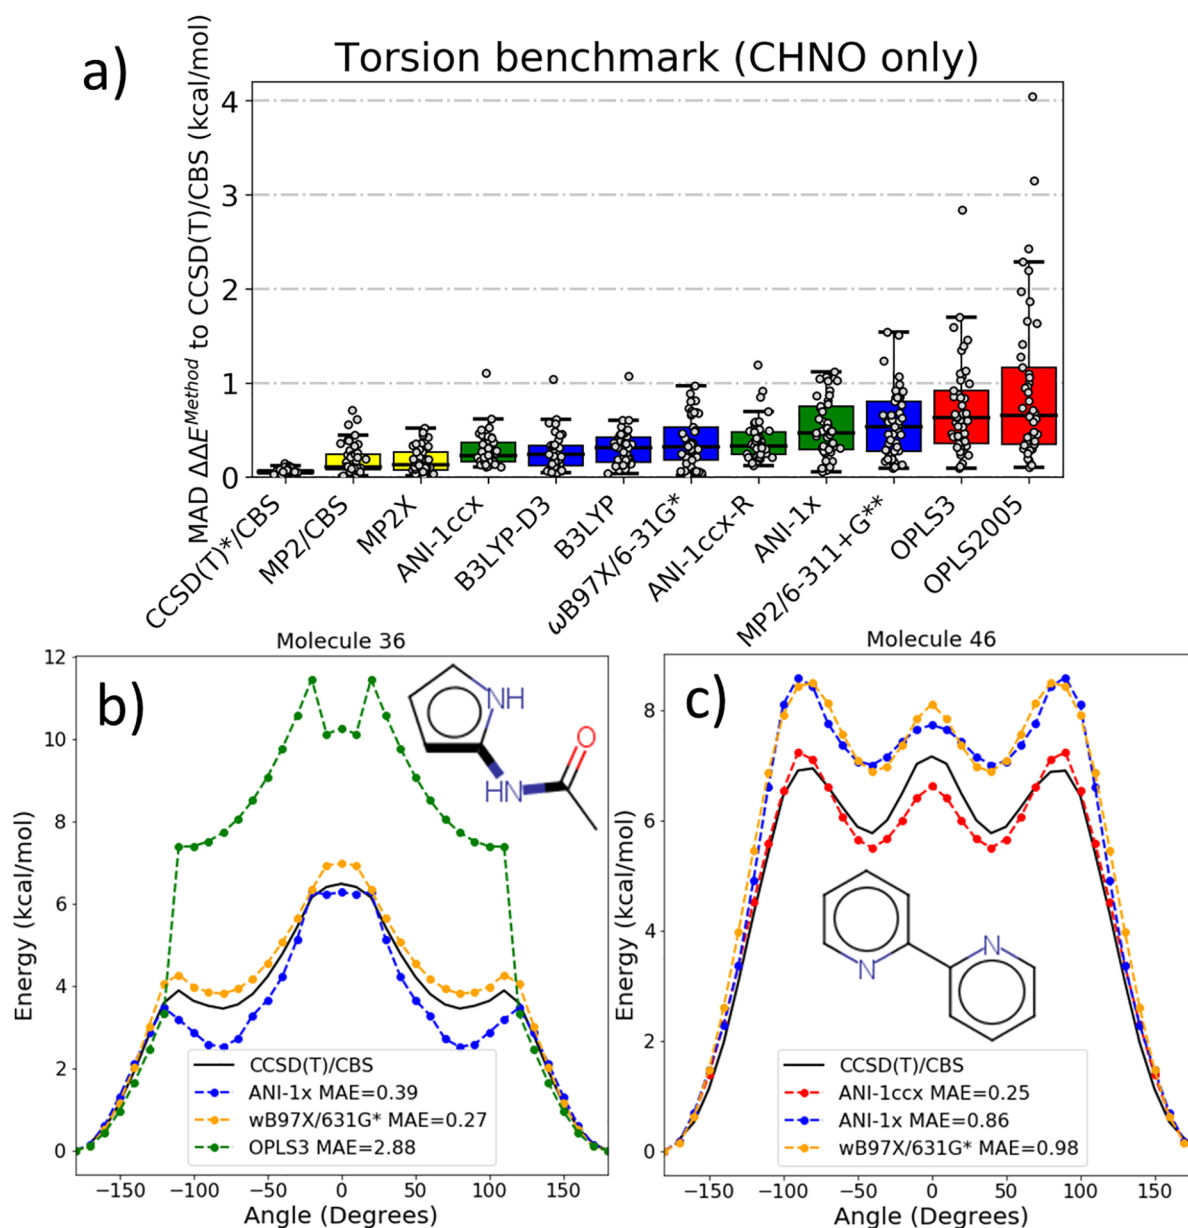 a)
Torsion benchmark (CHNO only)
MAD ΔΔE^Method to CCSD(T)/CBS (kcal/mol)
4
3
2
1
0
CCSD(T)*/CBS
MP2/CBS
MP2X
ANI-1ccx
B3LYP-D3
B3LYP
ωB97X/6-31G*
ANI-1ccx-R
ANI-1x
MP2/6-311+G**
OPLS3
OPLS2005
Molecule 36
b)
Energy (kcal/mol)
12
10
8
6
4
2
0
NH
O
HN
CCSD(T)/CBS
ANI-1x MAE=0.39
wB97X/631G* MAE=0.27
OPLS3 MAE=2.88
−150 −100 −50 0 50 100 150
Angle (Degrees)
Molecule 46
c)
Energy (kcal/mol)
8
6
4
2
0
N
N
CCSD(T)/CBS
ANI-1ccx MAE=0.25
ANI-1x MAE=0.86
wB97X/631G* MAE=0.98
−150 −100 −50 0 50 100 150
Angle (Degrees)